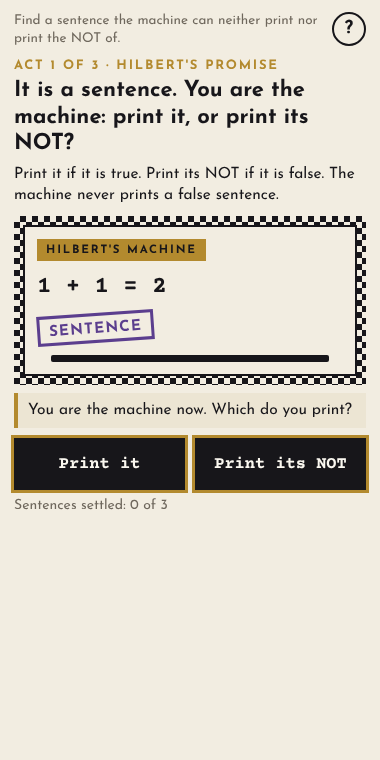 Find a sentence the machine can neither print nor
print the NOT of.
?
ACT 1 OF 3 · HILBERT'S PROMISE
It is a sentence. You are the
machine: print it, or print its
NOT?
Print it if it is true. Print its NOT if it is false. The
machine never prints a false sentence.
HILBERT'S MACHINE
1 + 1 = 2
SENTENCE
You are the machine now. Which do you print?
Print it
Print its NOT
Sentences settled: 0 of 3